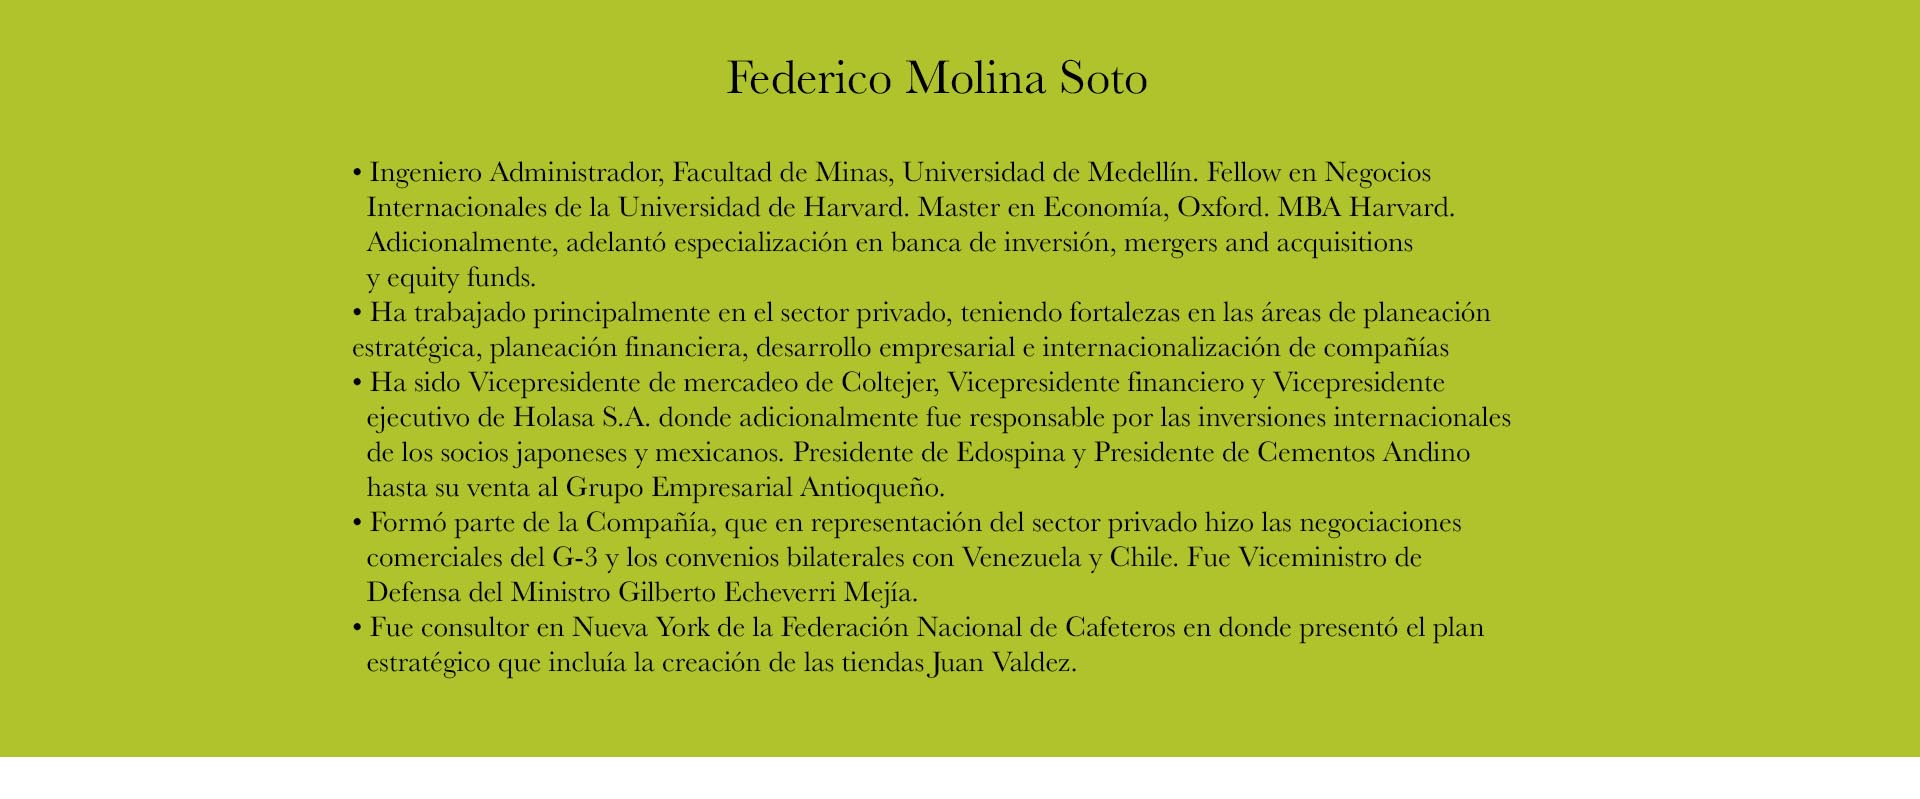 Federico Molina Soto
• Ingeniero Administrador, Facultad de Minas, Universidad de Medellín. Fellow en Negocios
Internacionales de la Universidad de Harvard. Master en Economía, Oxford. MBA Harvard.
Adicionalmente, adelantó especialización en banca de inversión, mergers and acquisitions
y equity funds.
• Ha trabajado principalmente en el sector privado, teniendo fortalezas en las áreas de planeación
estratégica, planeación financiera, desarrollo empresarial e internacionalización de compañías
• Ha sido Vicepresidente de mercadeo de Coltejer, Vicepresidente financiero y Vicepresidente
ejecutivo de Holasa S.A. donde adicionalmente fue responsable por las inversiones internacionales
de los socios japoneses y mexicanos. Presidente de Edospina y Presidente de Cementos Andino
hasta su venta al Grupo Empresarial Antioqueño.
• Formó parte de la Compañía, que en representación del sector privado hizo las negociaciones
comerciales del G-3 y los convenios bilaterales con Venezuela y Chile. Fue Viceministro de
Defensa del Ministro Gilberto Echeverri Mejía.
• Fue consultor en Nueva York de la Federación Nacional de Cafeteros en donde presentó el plan
estratégico que incluía la creación de las tiendas Juan Valdez.